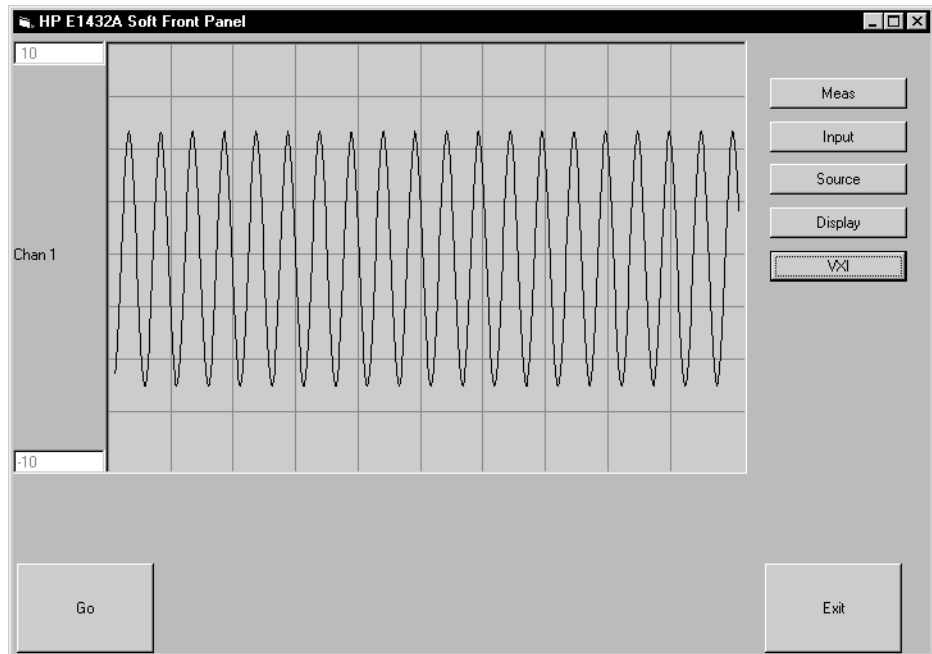 HP E1432A Soft Front Panel
10
Chan 1
-10
Meas
Input
Source
Display
VXI
Go
Exit